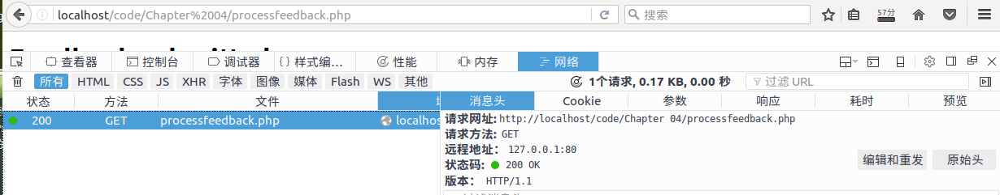 localhost/code/Chapter%2004/processfeedback.php 搜索 57分
查看器 控制台 调试器 样式编… 性能 内存 网络
所有 HTML CSS JS XHR 字体 图像 媒体 Flash WS 其他 1个请求, 0.17 KB, 0.00 秒 过滤 URL
状态 方法 文件 消息头 Cookie 参数 响应 耗时 预览
200 GET processfeedback.php localhos
请求网址: http://localhost/code/Chapter 04/processfeedback.php
请求方法: GET
远程地址: 127.0.0.1:80
编辑和重发 原始头
状态码: 200 OK
版本: HTTP/1.1